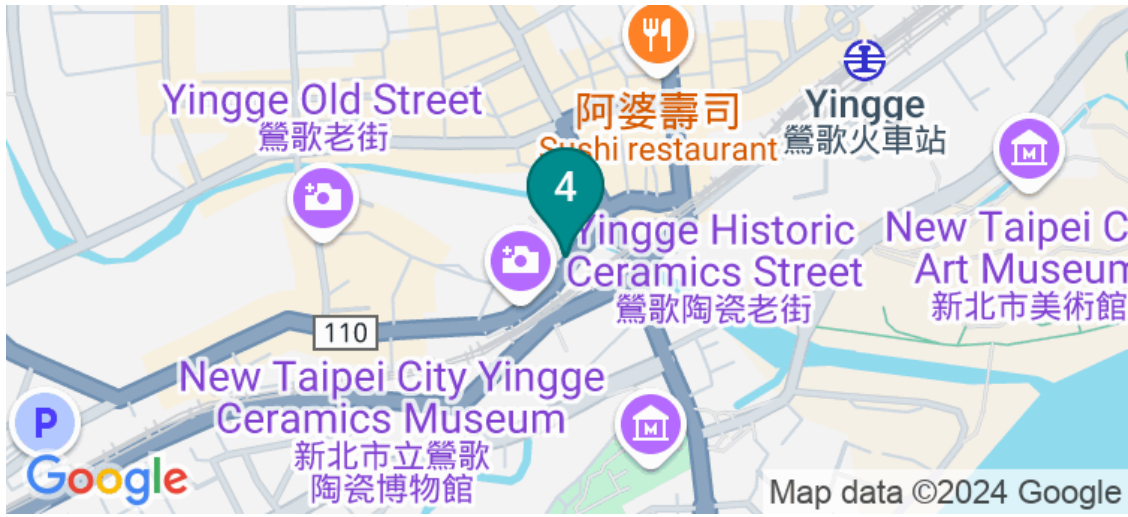 Yingge Old Street
鶯歌老街
阿婆壽司
Sushi restaurant
Yingge
鶯歌火車站
4
Yingge Historic
Ceramics Street
鶯歌陶瓷老街
New Taipei C
Art Museum
新北市美術館
110
New Taipei City Yingge
Ceramics Museum
新北市立鶯歌
陶瓷博物館
M
M
P
Google
Map data ©2024 Google